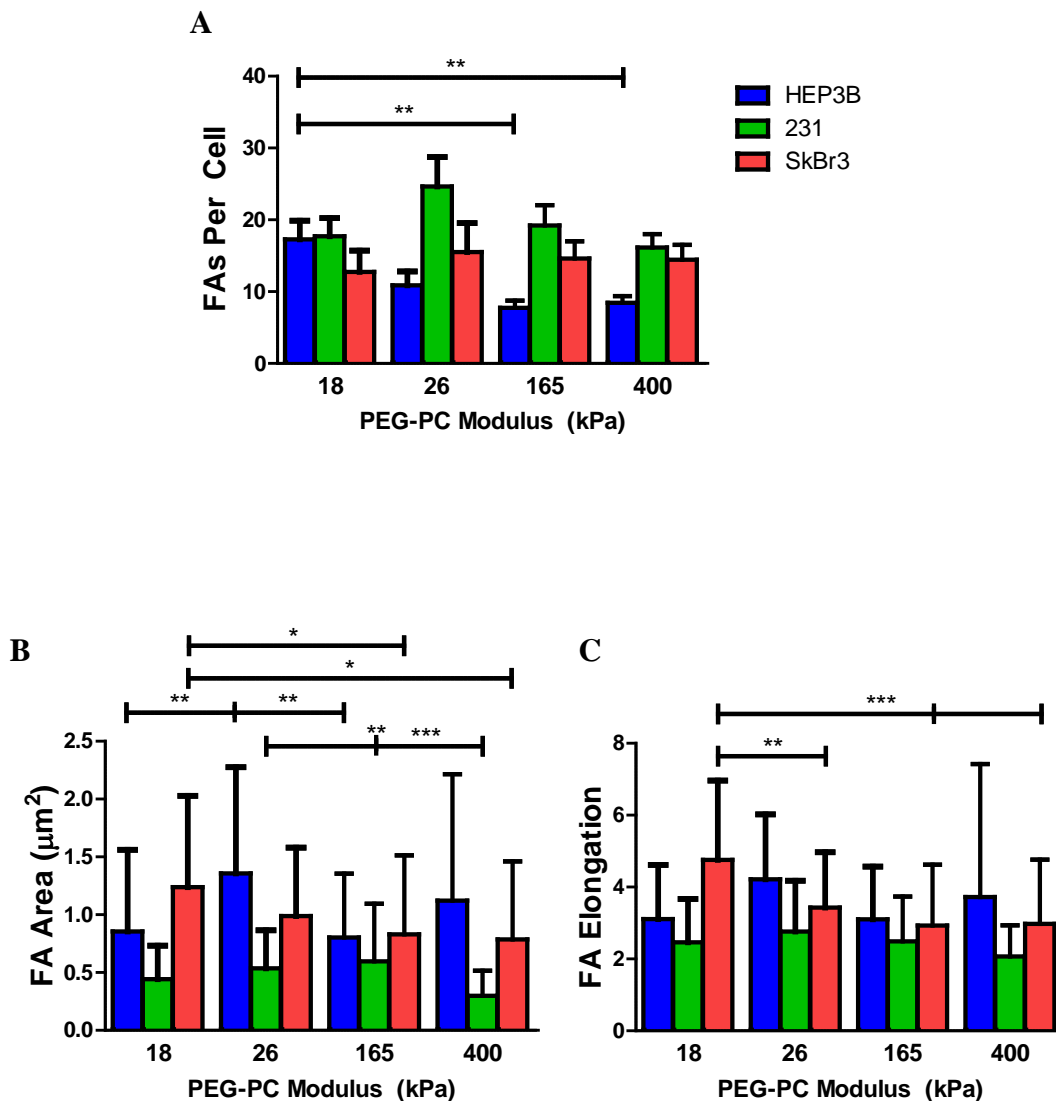 A
**
**
HEP3B
231
SkBr3
FAs Per Cell
40
30
20
10
0
18 26 165 400
PEG-PC Modulus (kPa)
B
*
*
** **
** ***
FA Area (μm²)
2.5
2.0
1.5
1.0
0.5
0.0
18 26 165 400
PEG-PC Modulus (kPa)
C
***
**
FA Elongation
8
6
4
2
0
18 26 165 400
PEG-PC Modulus (kPa)